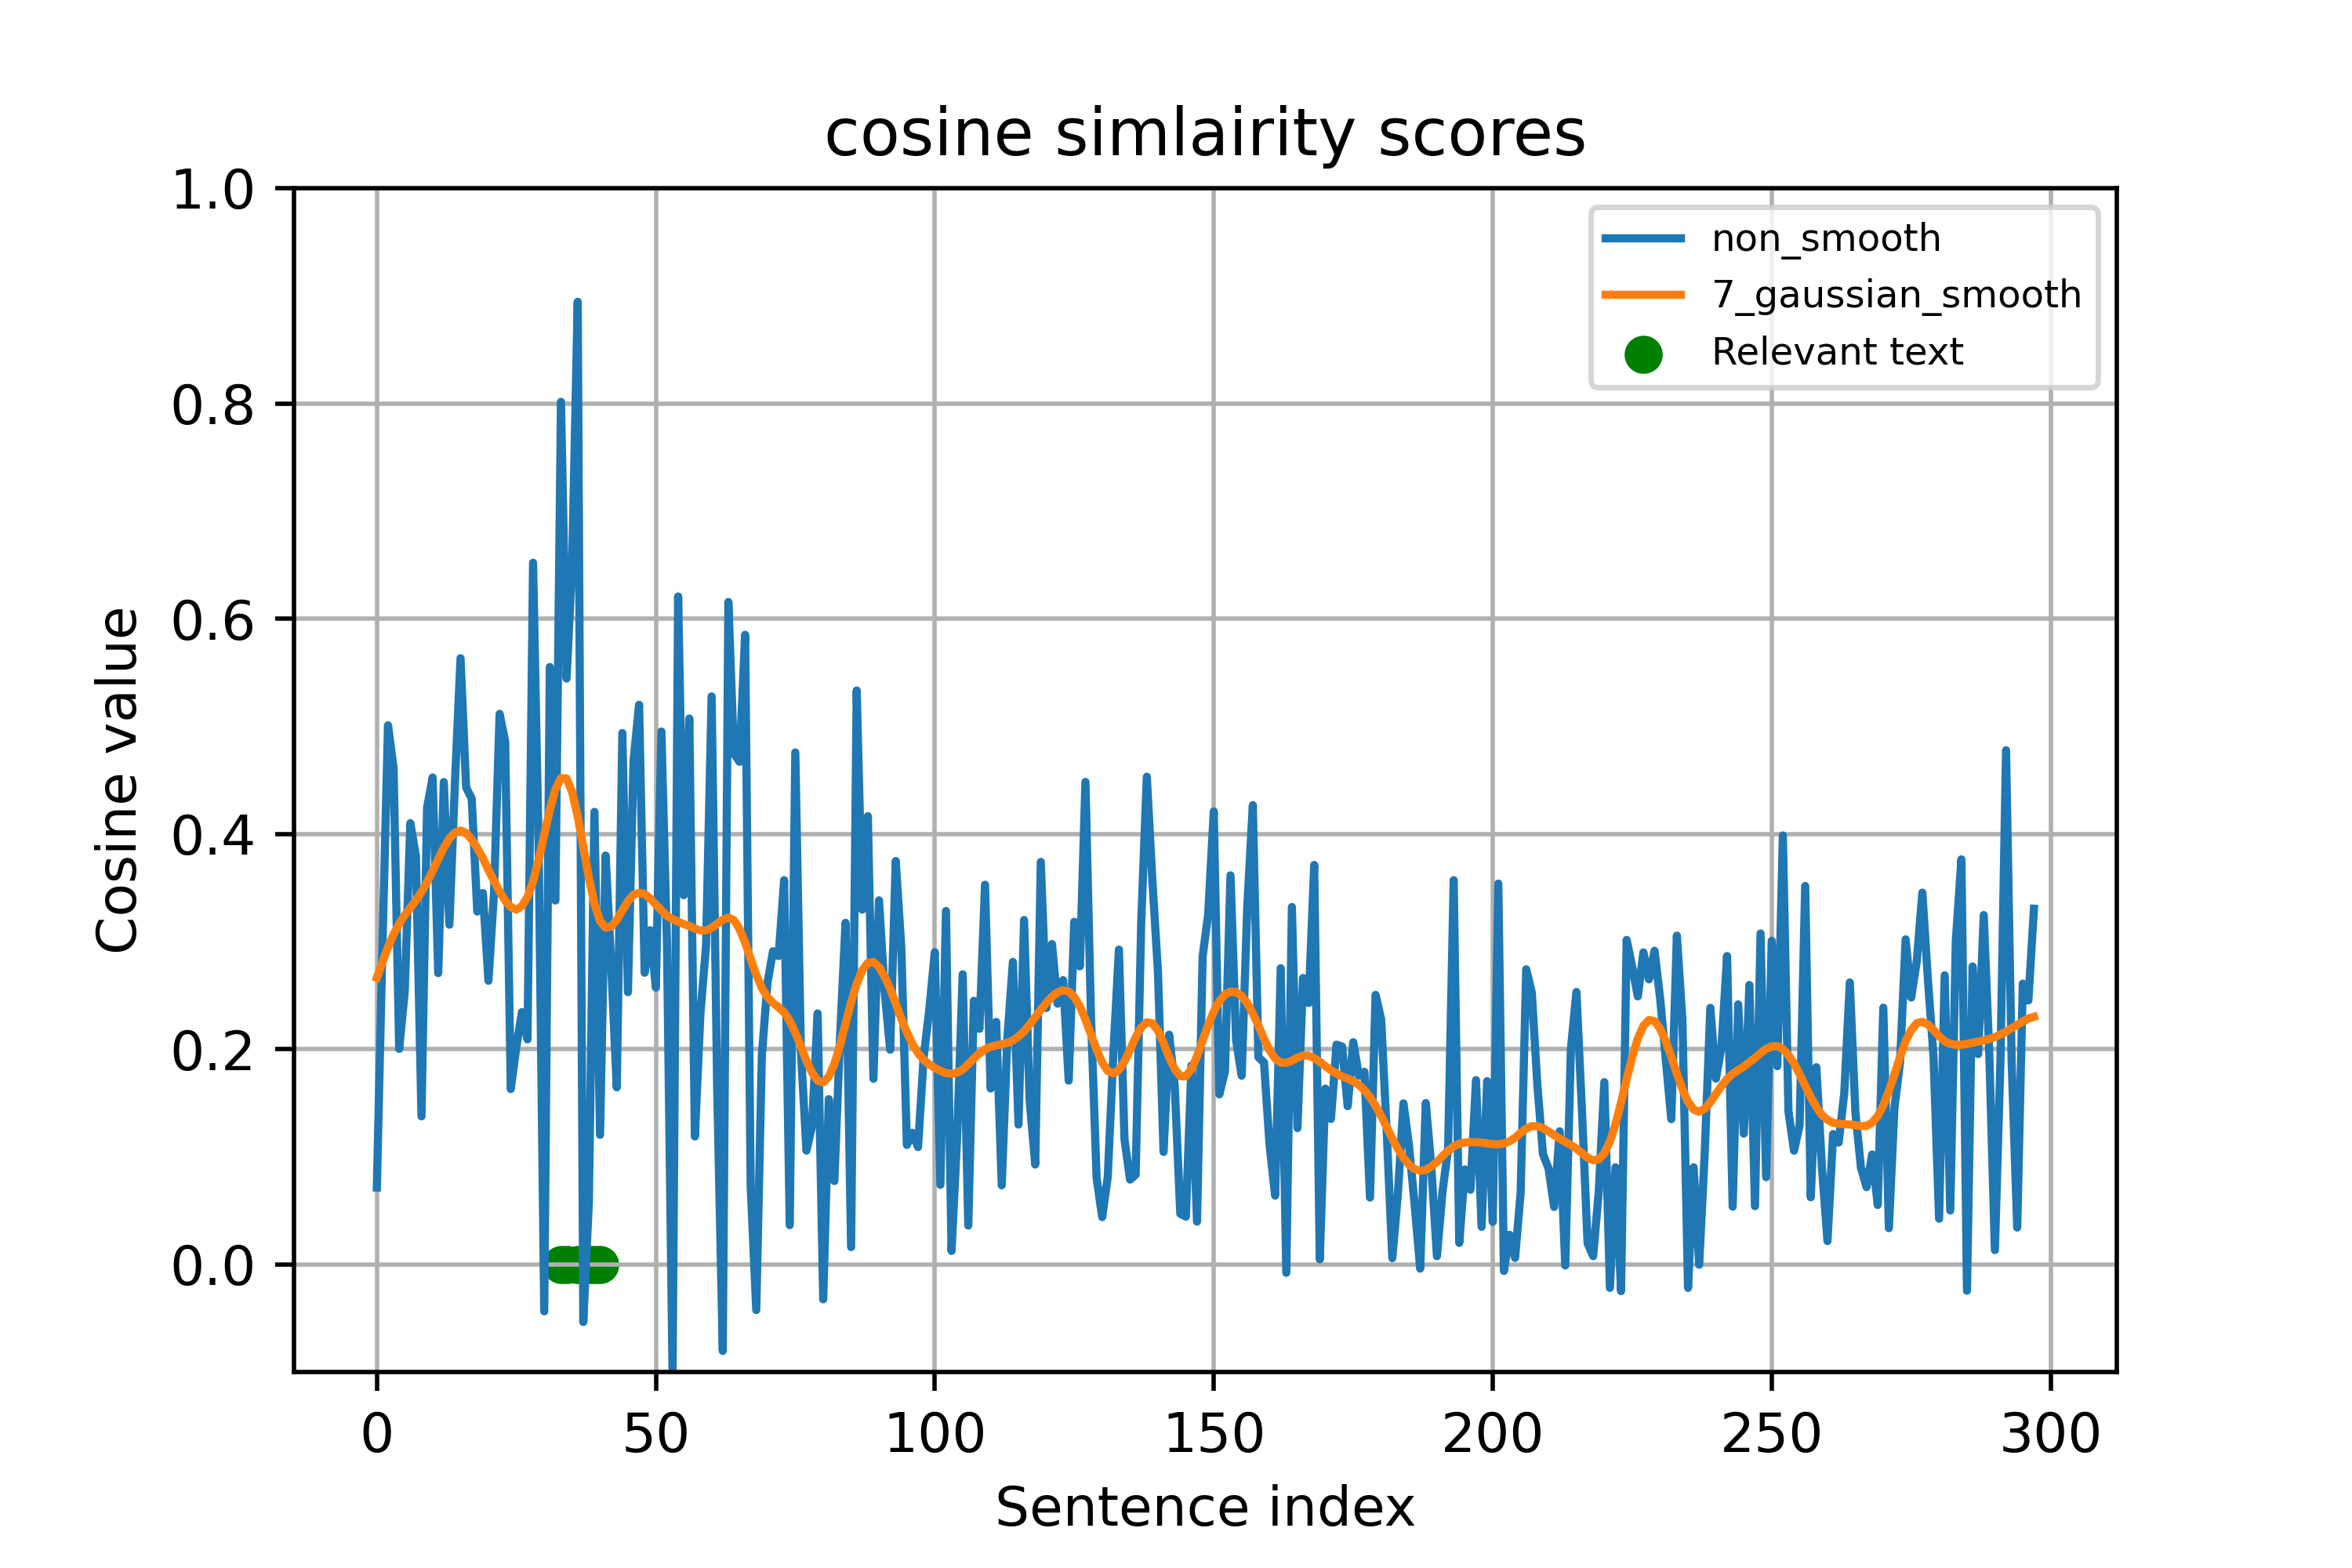 cosine simlairity scores
1.0
0.8
0.6
0.4
0.2
0.0
Cosine value
non_smooth
7_gaussian_smooth
Relevant text
0 50 100 150 200 250 300
Sentence index